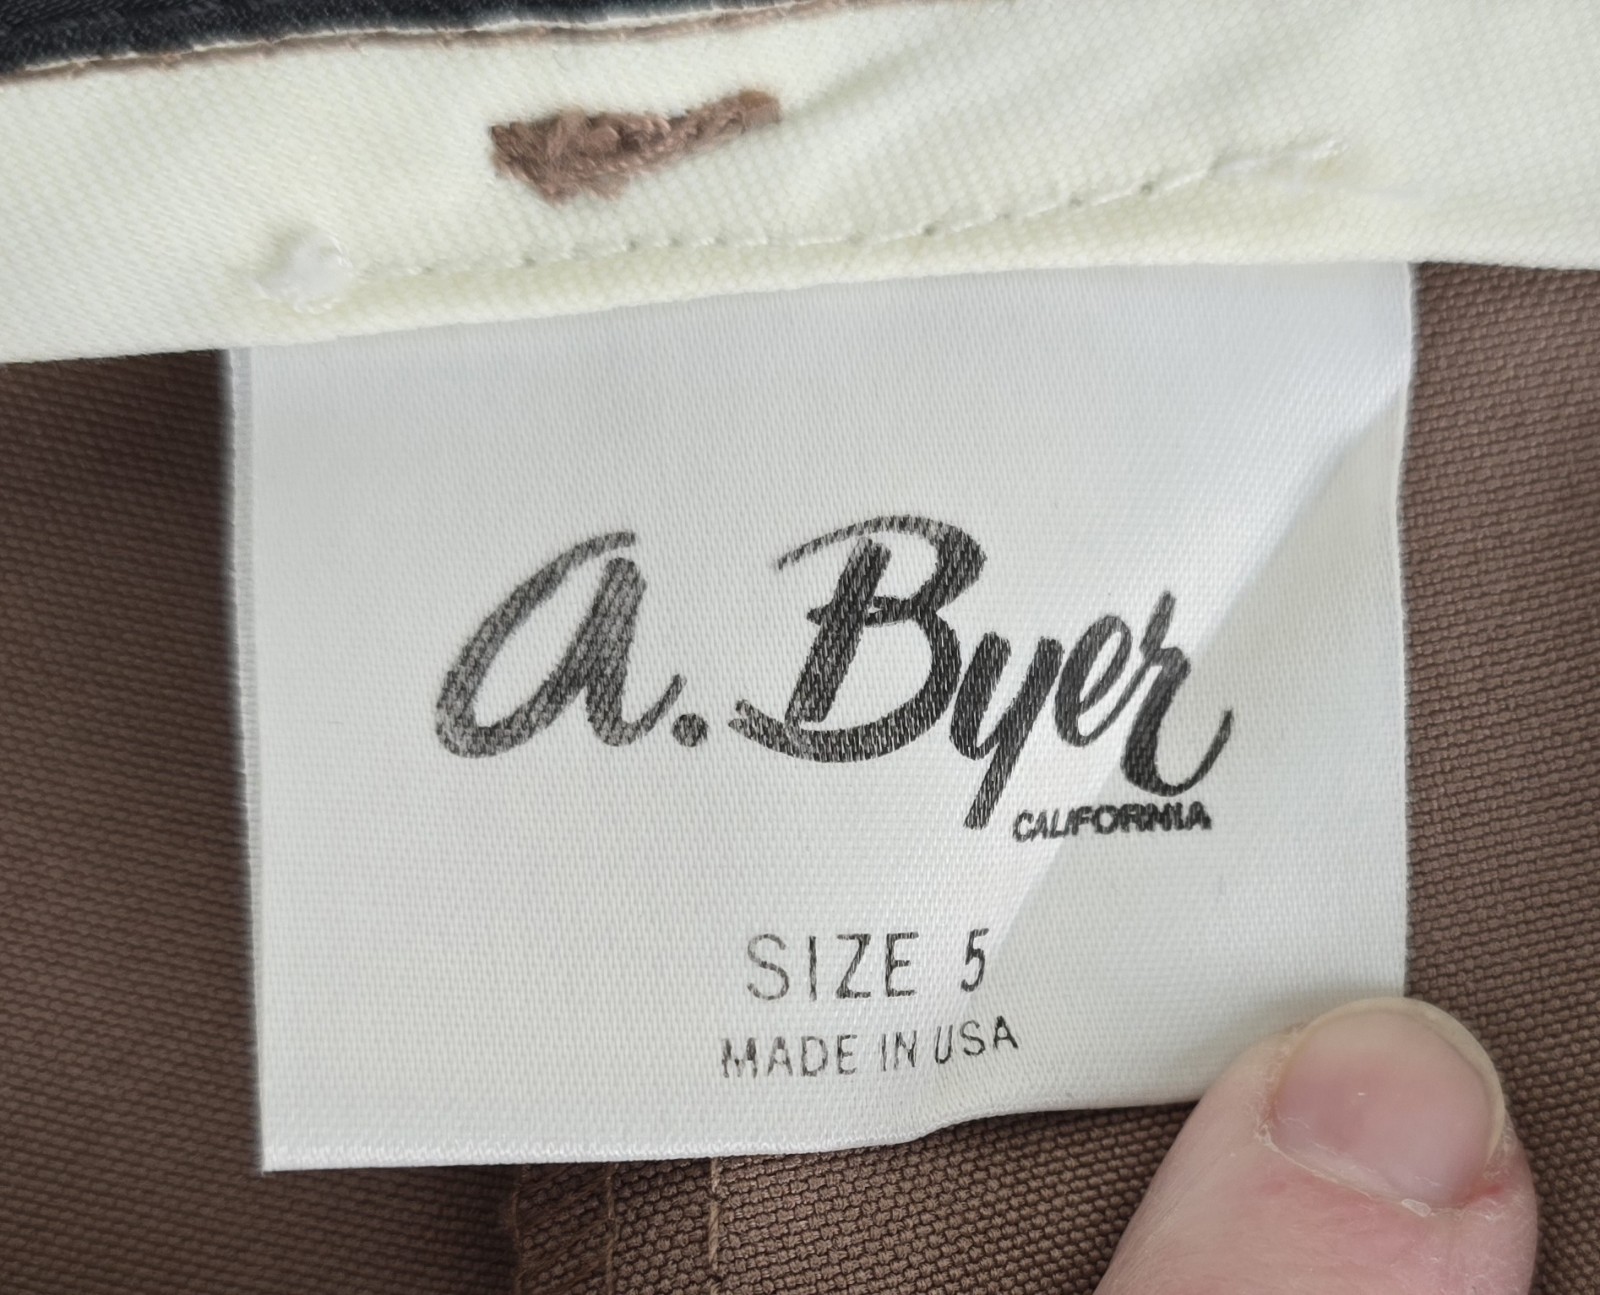 a. Byer
CALIFORNIA
SIZE 5
MADE IN USA